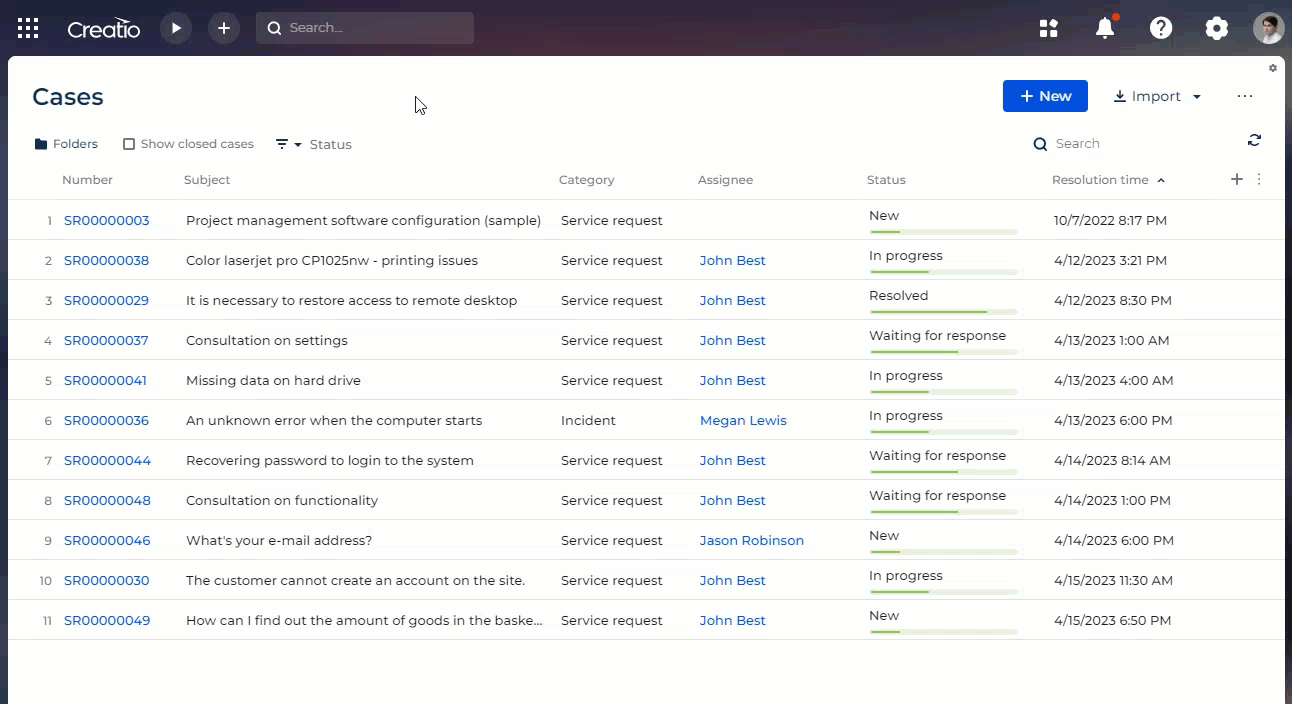 Creatio Search...
Cases
New Import
Folders Show closed cases Status Search
Number Subject Category Assignee Status Resolution time
1 SR00000003 Project management software configuration (sample) Service request New 10/7/2022 8:17 PM
2 SR00000038 Color laserjet pro CP1025nw - printing issues Service request John Best In progress 4/12/2023 3:21 PM
3 SR00000029 It is necessary to restore access to remote desktop Service request John Best Resolved 4/12/2023 8:30 PM
4 SR00000037 Consultation on settings Service request John Best Waiting for response 4/13/2023 1:00 AM
5 SR00000041 Missing data on hard drive Service request John Best In progress 4/13/2023 4:00 AM
6 SR00000036 An unknown error when the computer starts Incident Megan Lewis In progress 4/13/2023 6:00 PM
7 SR00000044 Recovering password to login to the system Service request John Best Waiting for response 4/14/2023 8:14 AM
8 SR00000048 Consultation on functionality Service request John Best Waiting for response 4/14/2023 1:00 PM
9 SR00000046 What's your e-mail address? Service request Jason Robinson New 4/14/2023 6:00 PM
10 SR00000030 The customer cannot create an account on the site. Service request John Best In progress 4/15/2023 11:30 AM
11 SR00000049 How can I find out the amount of goods in the baske... Service request John Best New 4/15/2023 6:50 PM